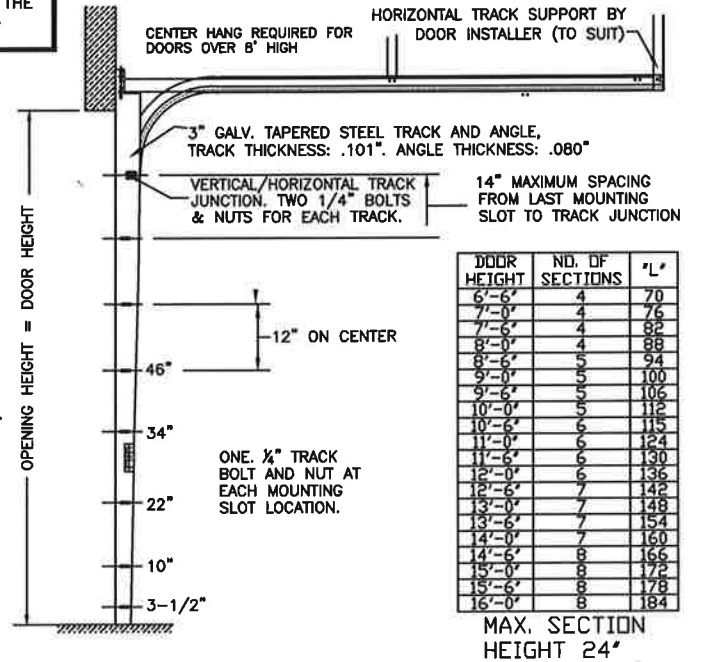 THE
CENTER HANG REQUIRED FOR
DOORS OVER 8' HIGH
HORIZONTAL TRACK SUPPORT BY
DOOR INSTALLER (TO SUIT)
3" GALV. TAPERED STEEL TRACK AND ANGLE,
TRACK THICKNESS: .101". ANGLE THICKNESS: .080"
VERTICAL/HORIZONTAL TRACK
JUNCTION. TWO 1/4" BOLTS
& NUTS FOR EACH TRACK.
14" MAXIMUM SPACING
FROM LAST MOUNTING
SLOT TO TRACK JUNCTION
OPENING HEIGHT = DOOR HEIGHT
12" ON CENTER
46"
34"
ONE. ¼" TRACK
BOLT AND NUT AT
EACH MOUNTING
SLOT LOCATION.
22"
10"
3-1/2"
DOOR HEIGHT NO. OF SECTIONS "L"
6'-6" 4 70
7'-0" 4 76
7'-6" 4 82
8'-0" 4 88
8'-6" 5 94
9'-0" 5 100
9'-6" 5 106
10'-0" 5 112
10'-6" 6 115
11'-0" 6 124
11'-6" 6 130
12'-0" 6 136
12'-6" 7 142
13'-0" 7 148
13'-6" 7 154
14'-0" 7 160
14'-6" 8 166
15'-0" 8 172
15'-6" 8 178
16'-0" 8 184
MAX. SECTION
HEIGHT 24"